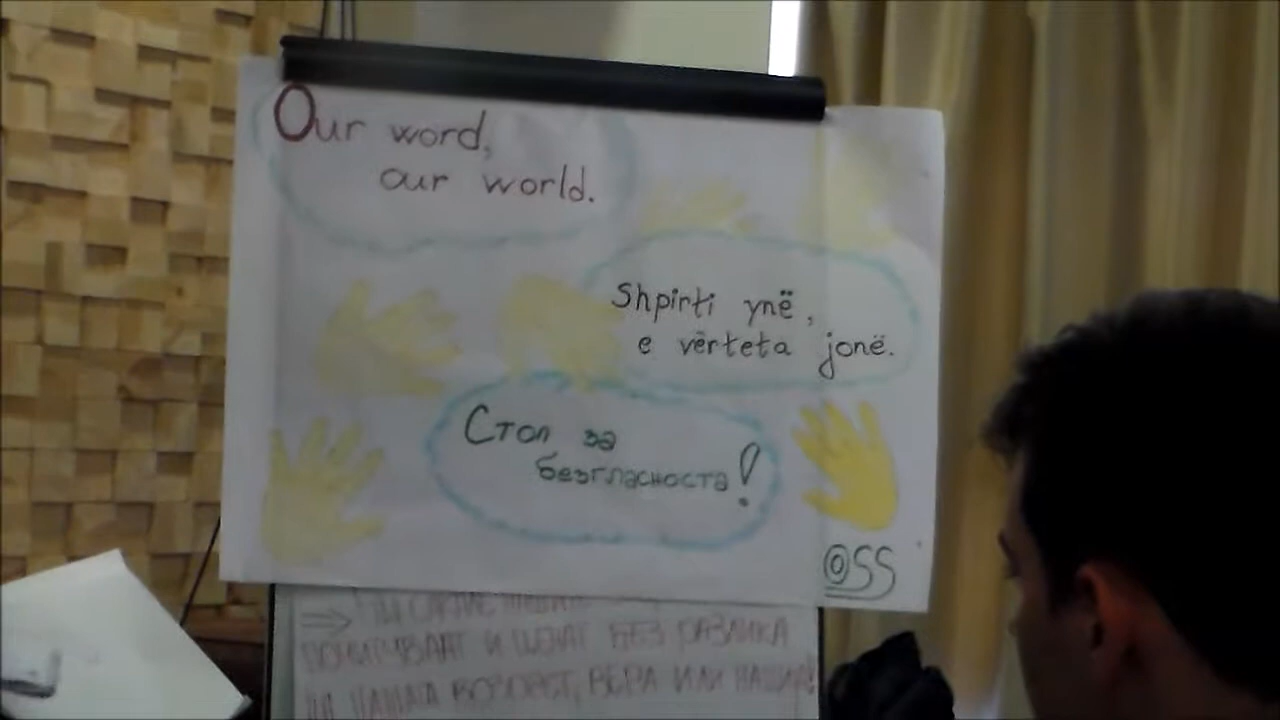 Our word,
our world.
Shpirti ynë,
e vërteta jonë.
Стоп за
безгласноста!
@SS
ПОЧИТУВААТ И ЦЕНАТ БЕЗ РАЗЛИКА
НА НАШАТА ВОЗРАСТ, ВЕРА ИЛИ